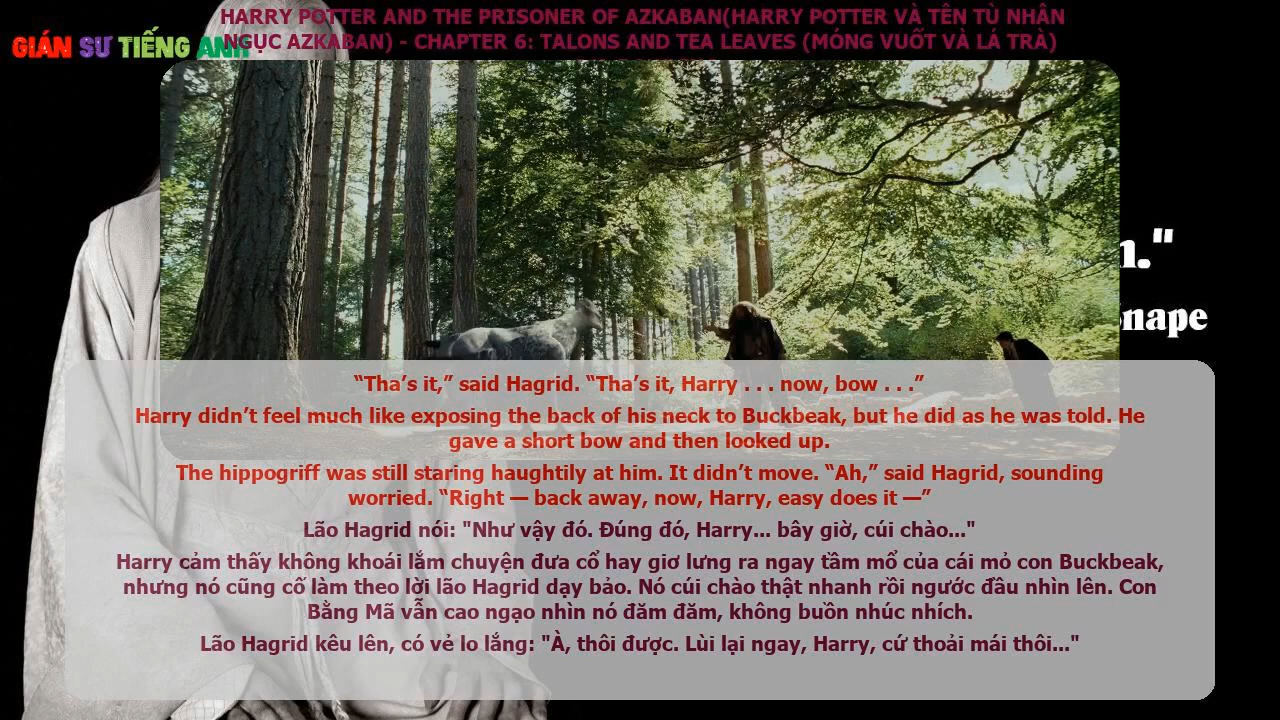 HARRY POTTER AND THE PRISONER OF AZKABAN(HARRY POTTER VÀ TÊN TÙ NHÂN
NGỤC AZKABAN) - CHAPTER 6: TALONS AND TEA LEAVES (MÓNG VUỐT VÀ LÁ TRÀ)
GIÁN SƯ TIẾNG ANH
"
“Tha’s it,” said Hagrid. “Tha’s it, Harry . . . now, bow . . .”
Harry didn’t feel much like exposing the back of his neck to Buckbeak, but he did as he was told. He
gave a short bow and then looked up.
The hippogriff was still staring haughtily at him. It didn’t move. “Ah,” said Hagrid, sounding
worried. “Right — back away, now, Harry, easy does it —”
Lão Hagrid nói: "Như vậy đó. Đúng đó, Harry... bây giờ, cúi chào..."
Harry cảm thấy không khoái lắm chuyện đưa cổ hay giơ lưng ra ngay tầm mổ của cái mỏ con Buckbeak,
nhưng nó cũng cố làm theo lời lão Hagrid dạy bảo. Nó cúi chào thật nhanh rồi ngước đầu nhìn lên. Con
Bằng Mã vẫn cao ngạo nhìn nó đăm đăm, không buồn nhúc nhích.
Lão Hagrid kêu lên, có vẻ lo lắng: "À, thôi được. Lùi lại ngay, Harry, cứ thoải mái thôi..."